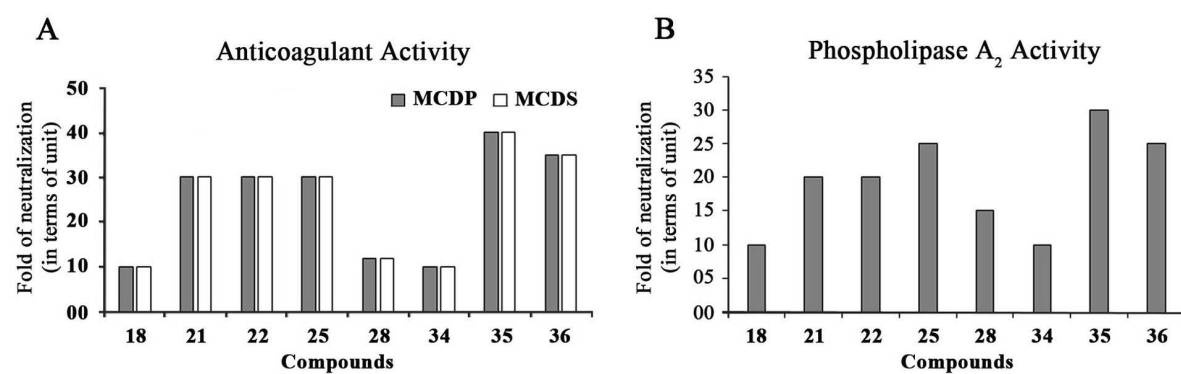 A
Anticoagulant Activity
Fold of neutralization
(in terms of unit)
50
40
30
20
10
00
MCDP
MCDS
18 21 22 25 28 34 35 36
Compounds
B
Phospholipase A₂ Activity
Fold of neutralization
(in terms of unit)
35
30
25
20
15
10
05
00
18 21 22 25 28 34 35 36
Compounds